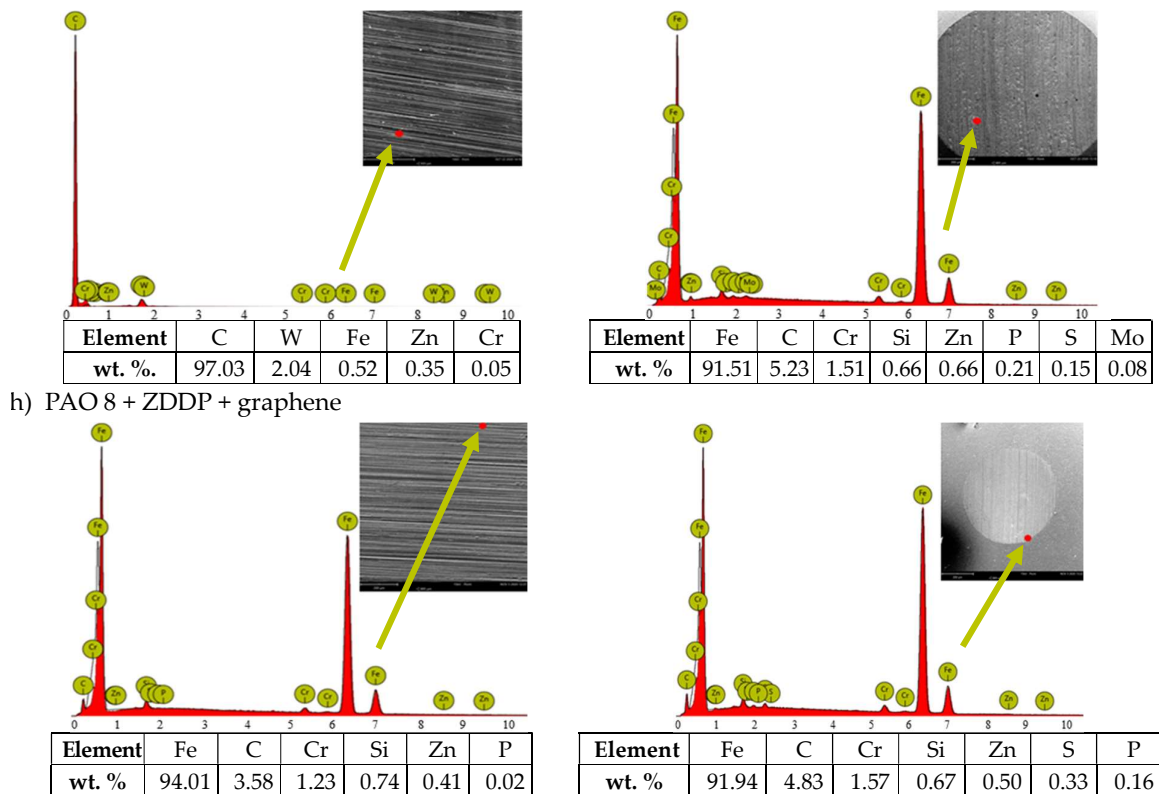 C
Cr
Zn
W
Cr
Cr
Fe
Fe
W
W
0 1 2 3 4 5 6 7 8 9 10
Element C W Fe Zn Cr
wt. %. 97.03 2.04 0.52 0.35 0.05
Fe
Fe
Cr
Cr
C
Mo
Zn
Mo
Cr
Cr
Fe
Fe
Zn
Zn
0 1 2 3 4 5 6 7 8 9 10
Element Fe C Cr Si Zn P S Mo
wt. % 91.51 5.23 1.51 0.66 0.66 0.21 0.15 0.08
h) PAO 8 + ZDDP + graphene
Fe
Fe
Cr
Cr
C
Zn
P
Cr
Cr
Fe
Fe
Zn
Zn
0 1 2 3 4 5 6 7 8 9 10
Element Fe C Cr Si Zn P
wt. % 94.01 3.58 1.23 0.74 0.41 0.02
Fe
Fe
Cr
Cr
C
Zn
P
S
Cr
Cr
Fe
Fe
Zn
Zn
0 1 2 3 4 5 6 7 8 9 10
Element Fe C Cr Si Zn S P
wt. % 91.94 4.83 1.57 0.67 0.50 0.33 0.16